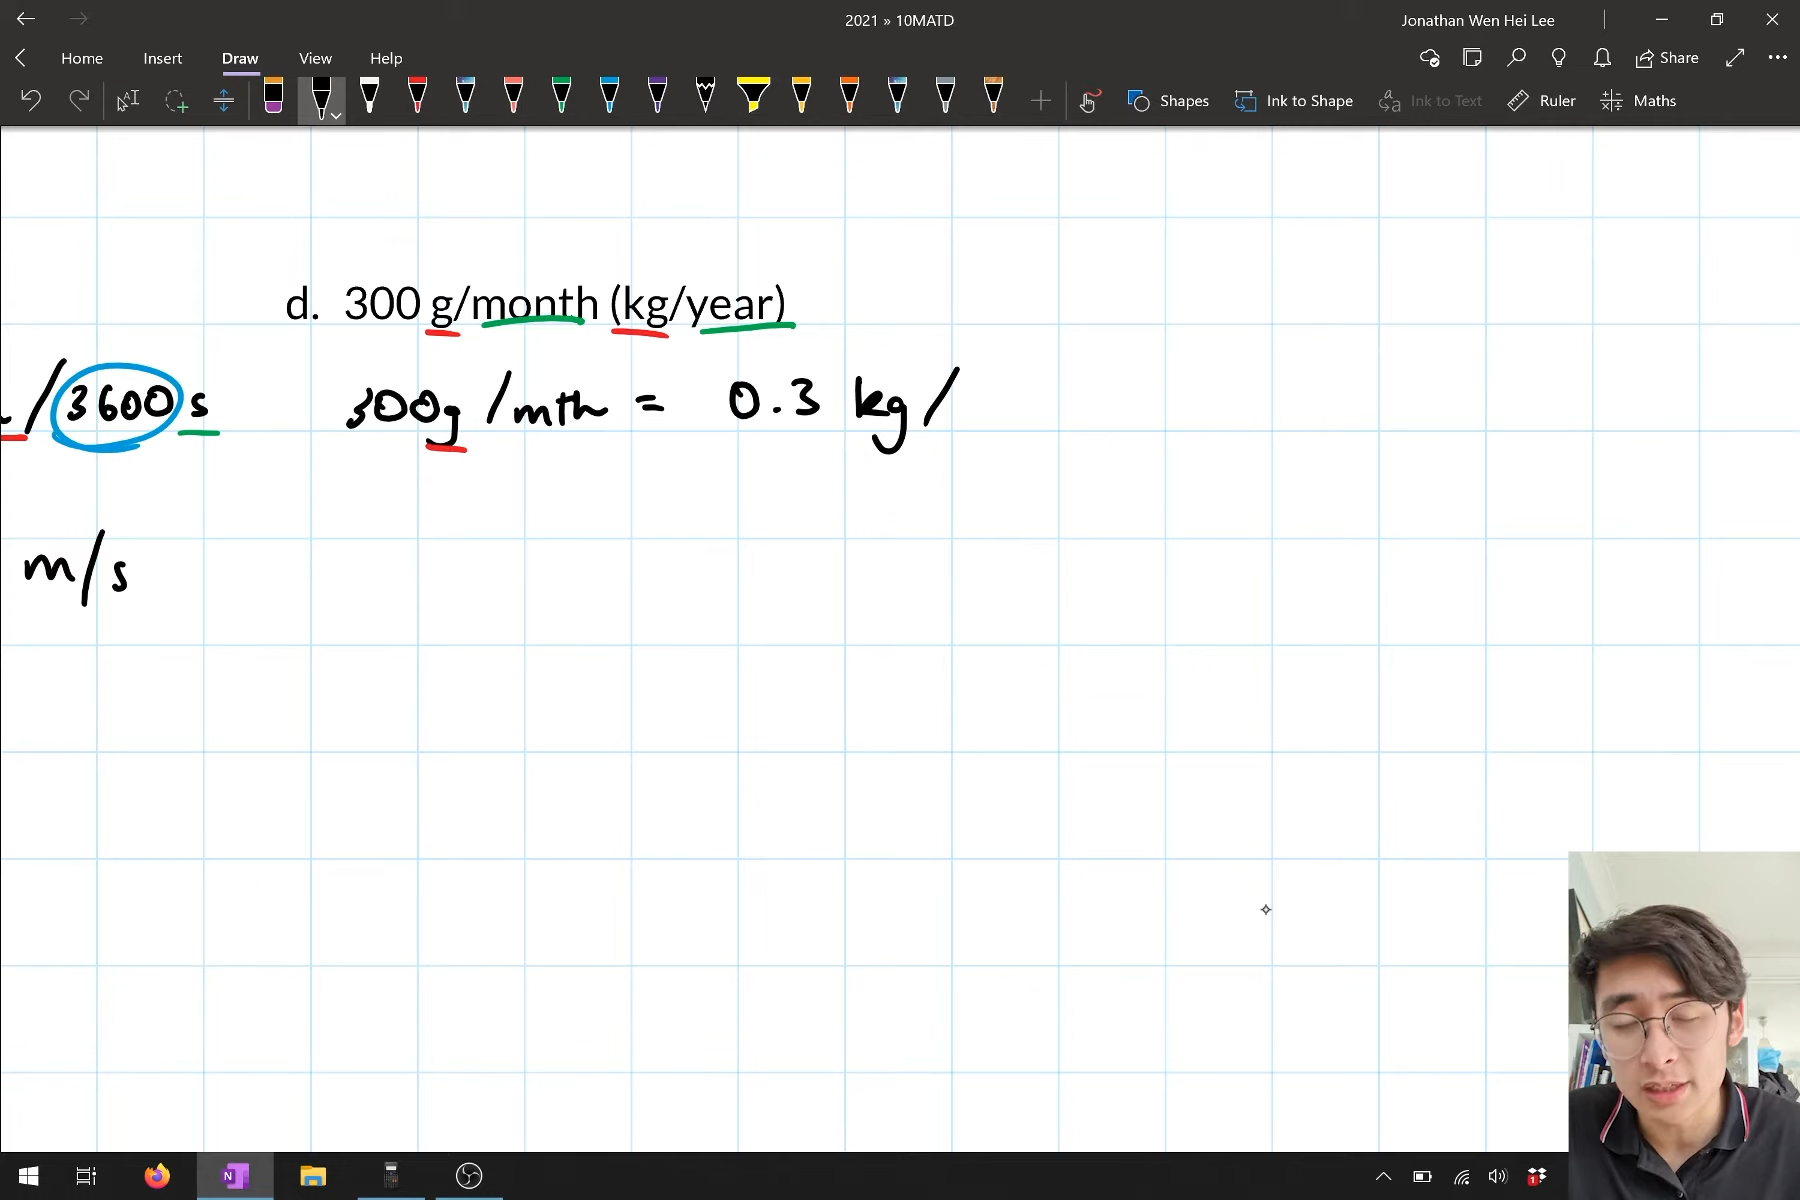 2021 » 10MATD
Jonathan Wen Hei Lee
Home Insert Draw View Help
Share
Shapes Ink to Shape Ink to Text Ruler Maths
d. 300 g/month (kg/year)
/3600 s
300g /mth = 0.3 kg/
m/s